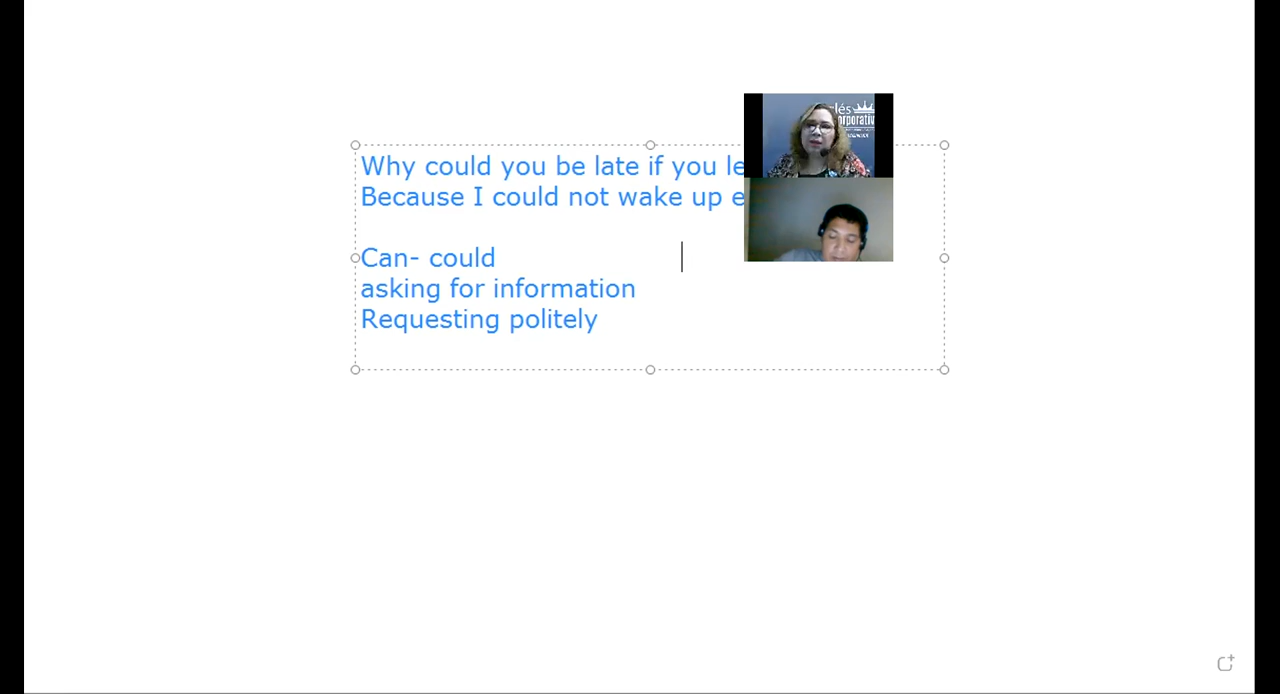 Why could you be late if you
Because I could not wake up
Can- could
asking for information
Requesting politely